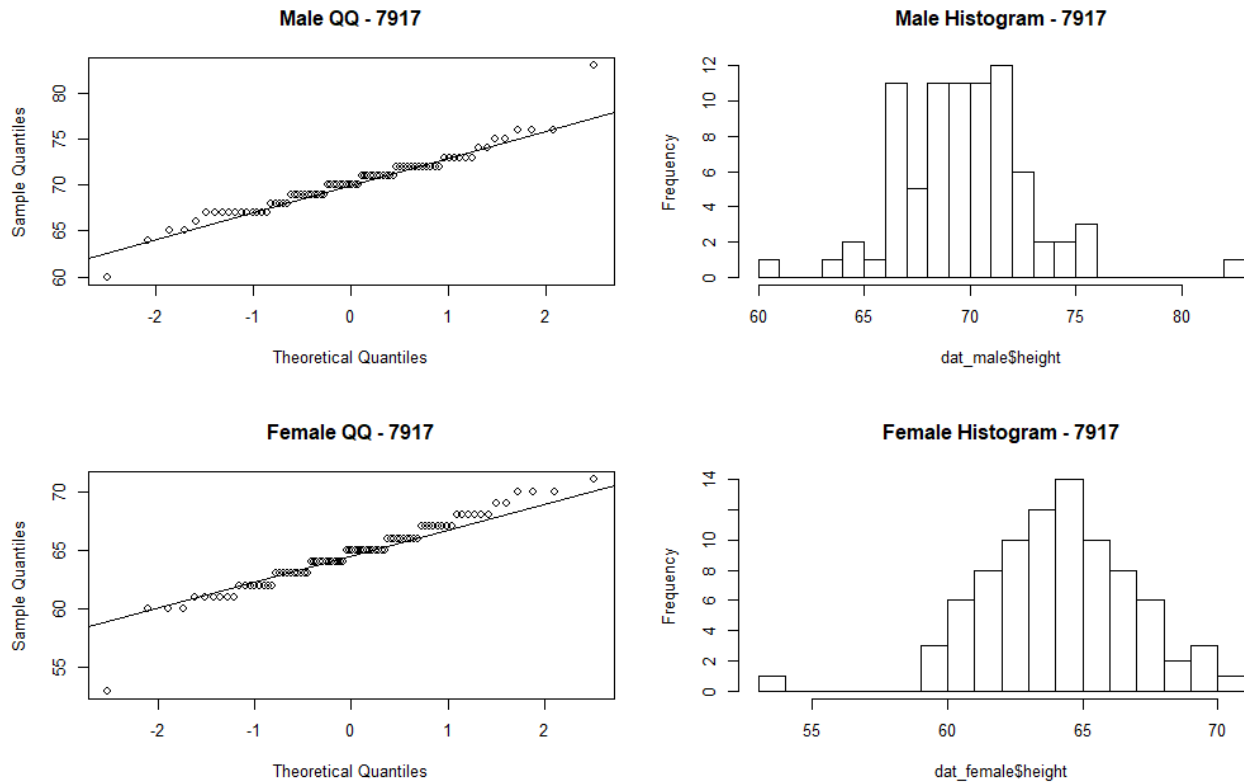 Male QQ - 7917
Sample Quantiles
80
75
70
65
60
-2 -1 0 1 2
Theoretical Quantiles
Male Histogram - 7917
Frequency
12
10
8
6
4
2
0
60 65 70 75 80
dat_male$height
Female QQ - 7917
Sample Quantiles
70
65
60
55
-2 -1 0 1 2
Theoretical Quantiles
Female Histogram - 7917
Frequency
14
10
8
6
4
2
0
55 60 65 70
dat_female$height